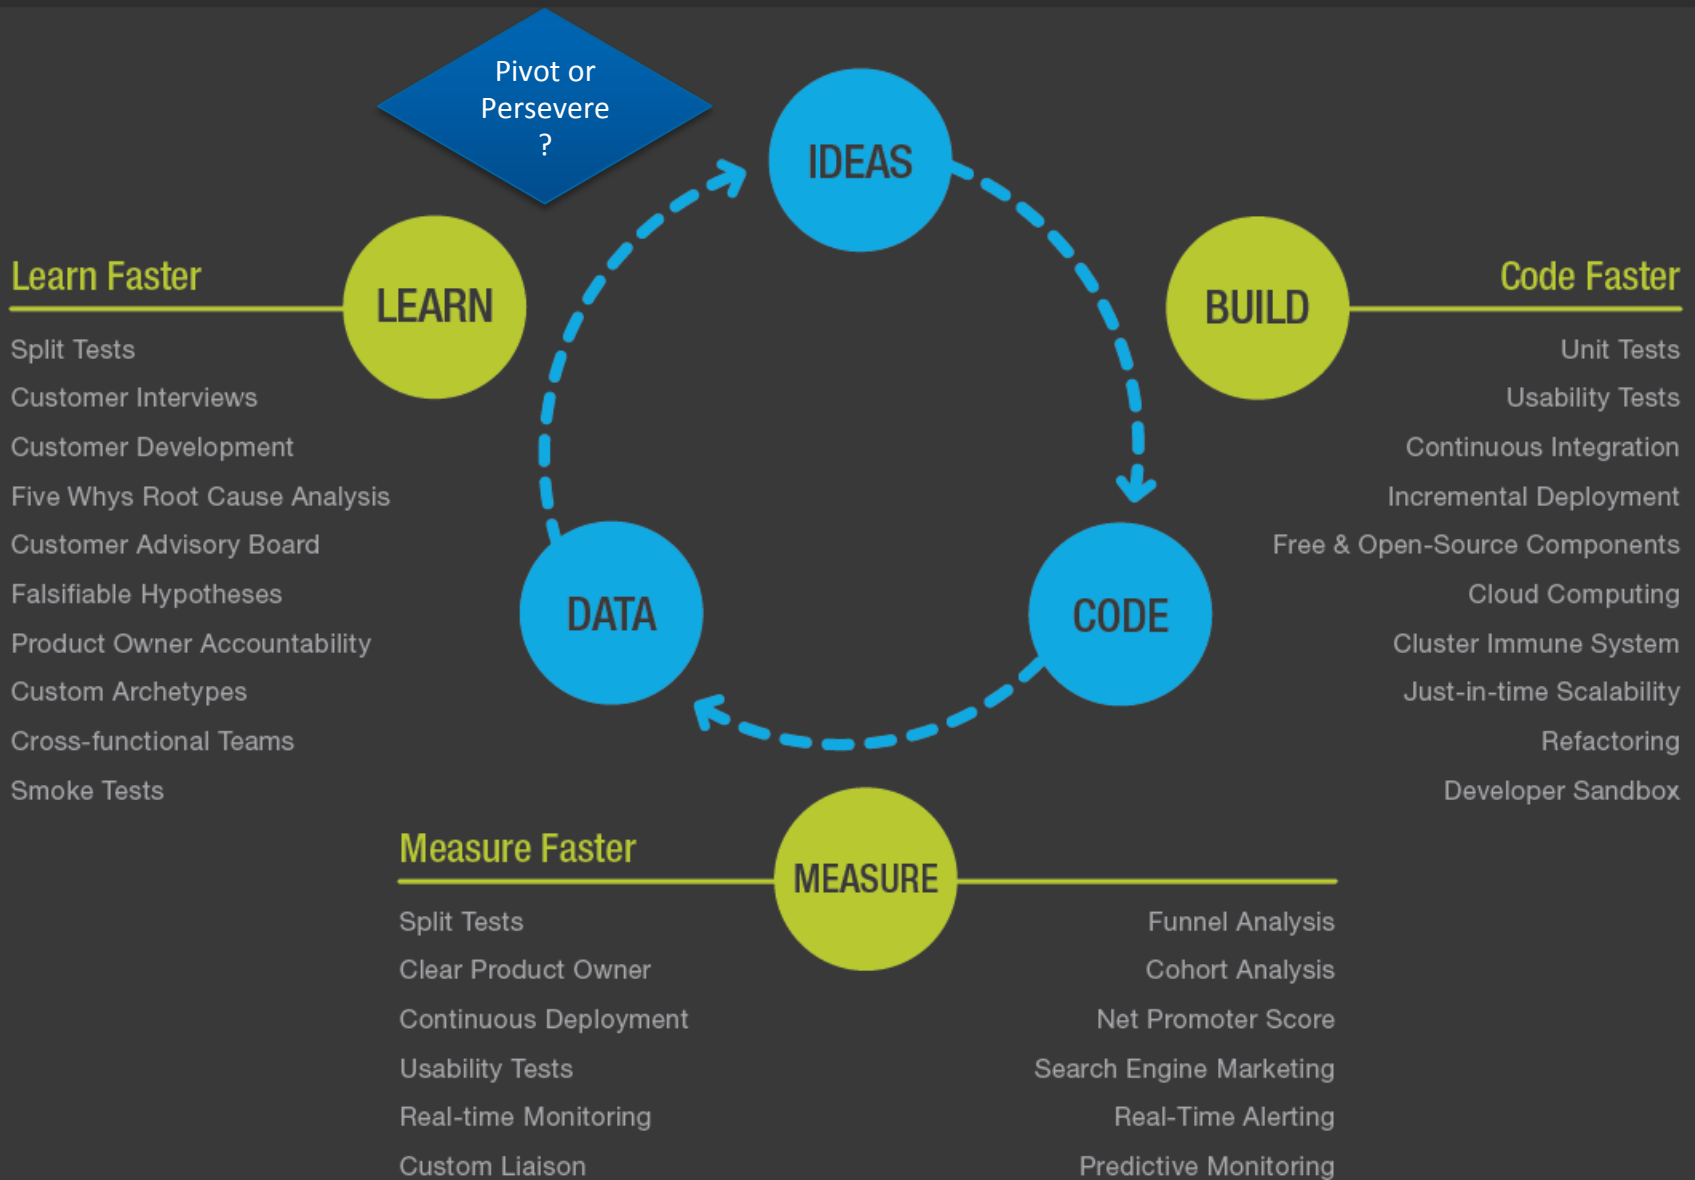 Pivot or
Persevere
?
IDEAS
LEARN
BUILD
DATA
CODE
MEASURE
Learn Faster
Split Tests
Customer Interviews
Customer Development
Five Whys Root Cause Analysis
Customer Advisory Board
Falsifiable Hypotheses
Product Owner Accountability
Custom Archetypes
Cross-functional Teams
Smoke Tests
Code Faster
Unit Tests
Usability Tests
Continuous Integration
Incremental Deployment
Free & Open-Source Components
Cloud Computing
Cluster Immune System
Just-in-time Scalability
Refactoring
Developer Sandbox
Measure Faster
Split Tests
Clear Product Owner
Continuous Deployment
Usability Tests
Real-time Monitoring
Custom Liaison
Funnel Analysis
Cohort Analysis
Net Promoter Score
Search Engine Marketing
Real-Time Alerting
Predictive Monitoring